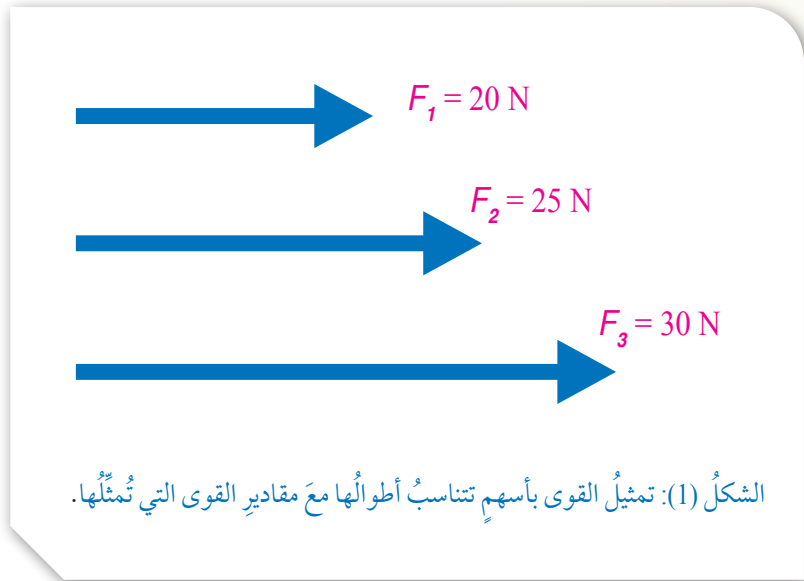 F₁ = 20 N
F₂ = 25 N
F₃ = 30 N
الشكلُ (1): تمثيلُ القوى بأسهمٍ تتناسبُ أطوالُها معَ مقاديرِ القوى التي تُمثِّلُها.